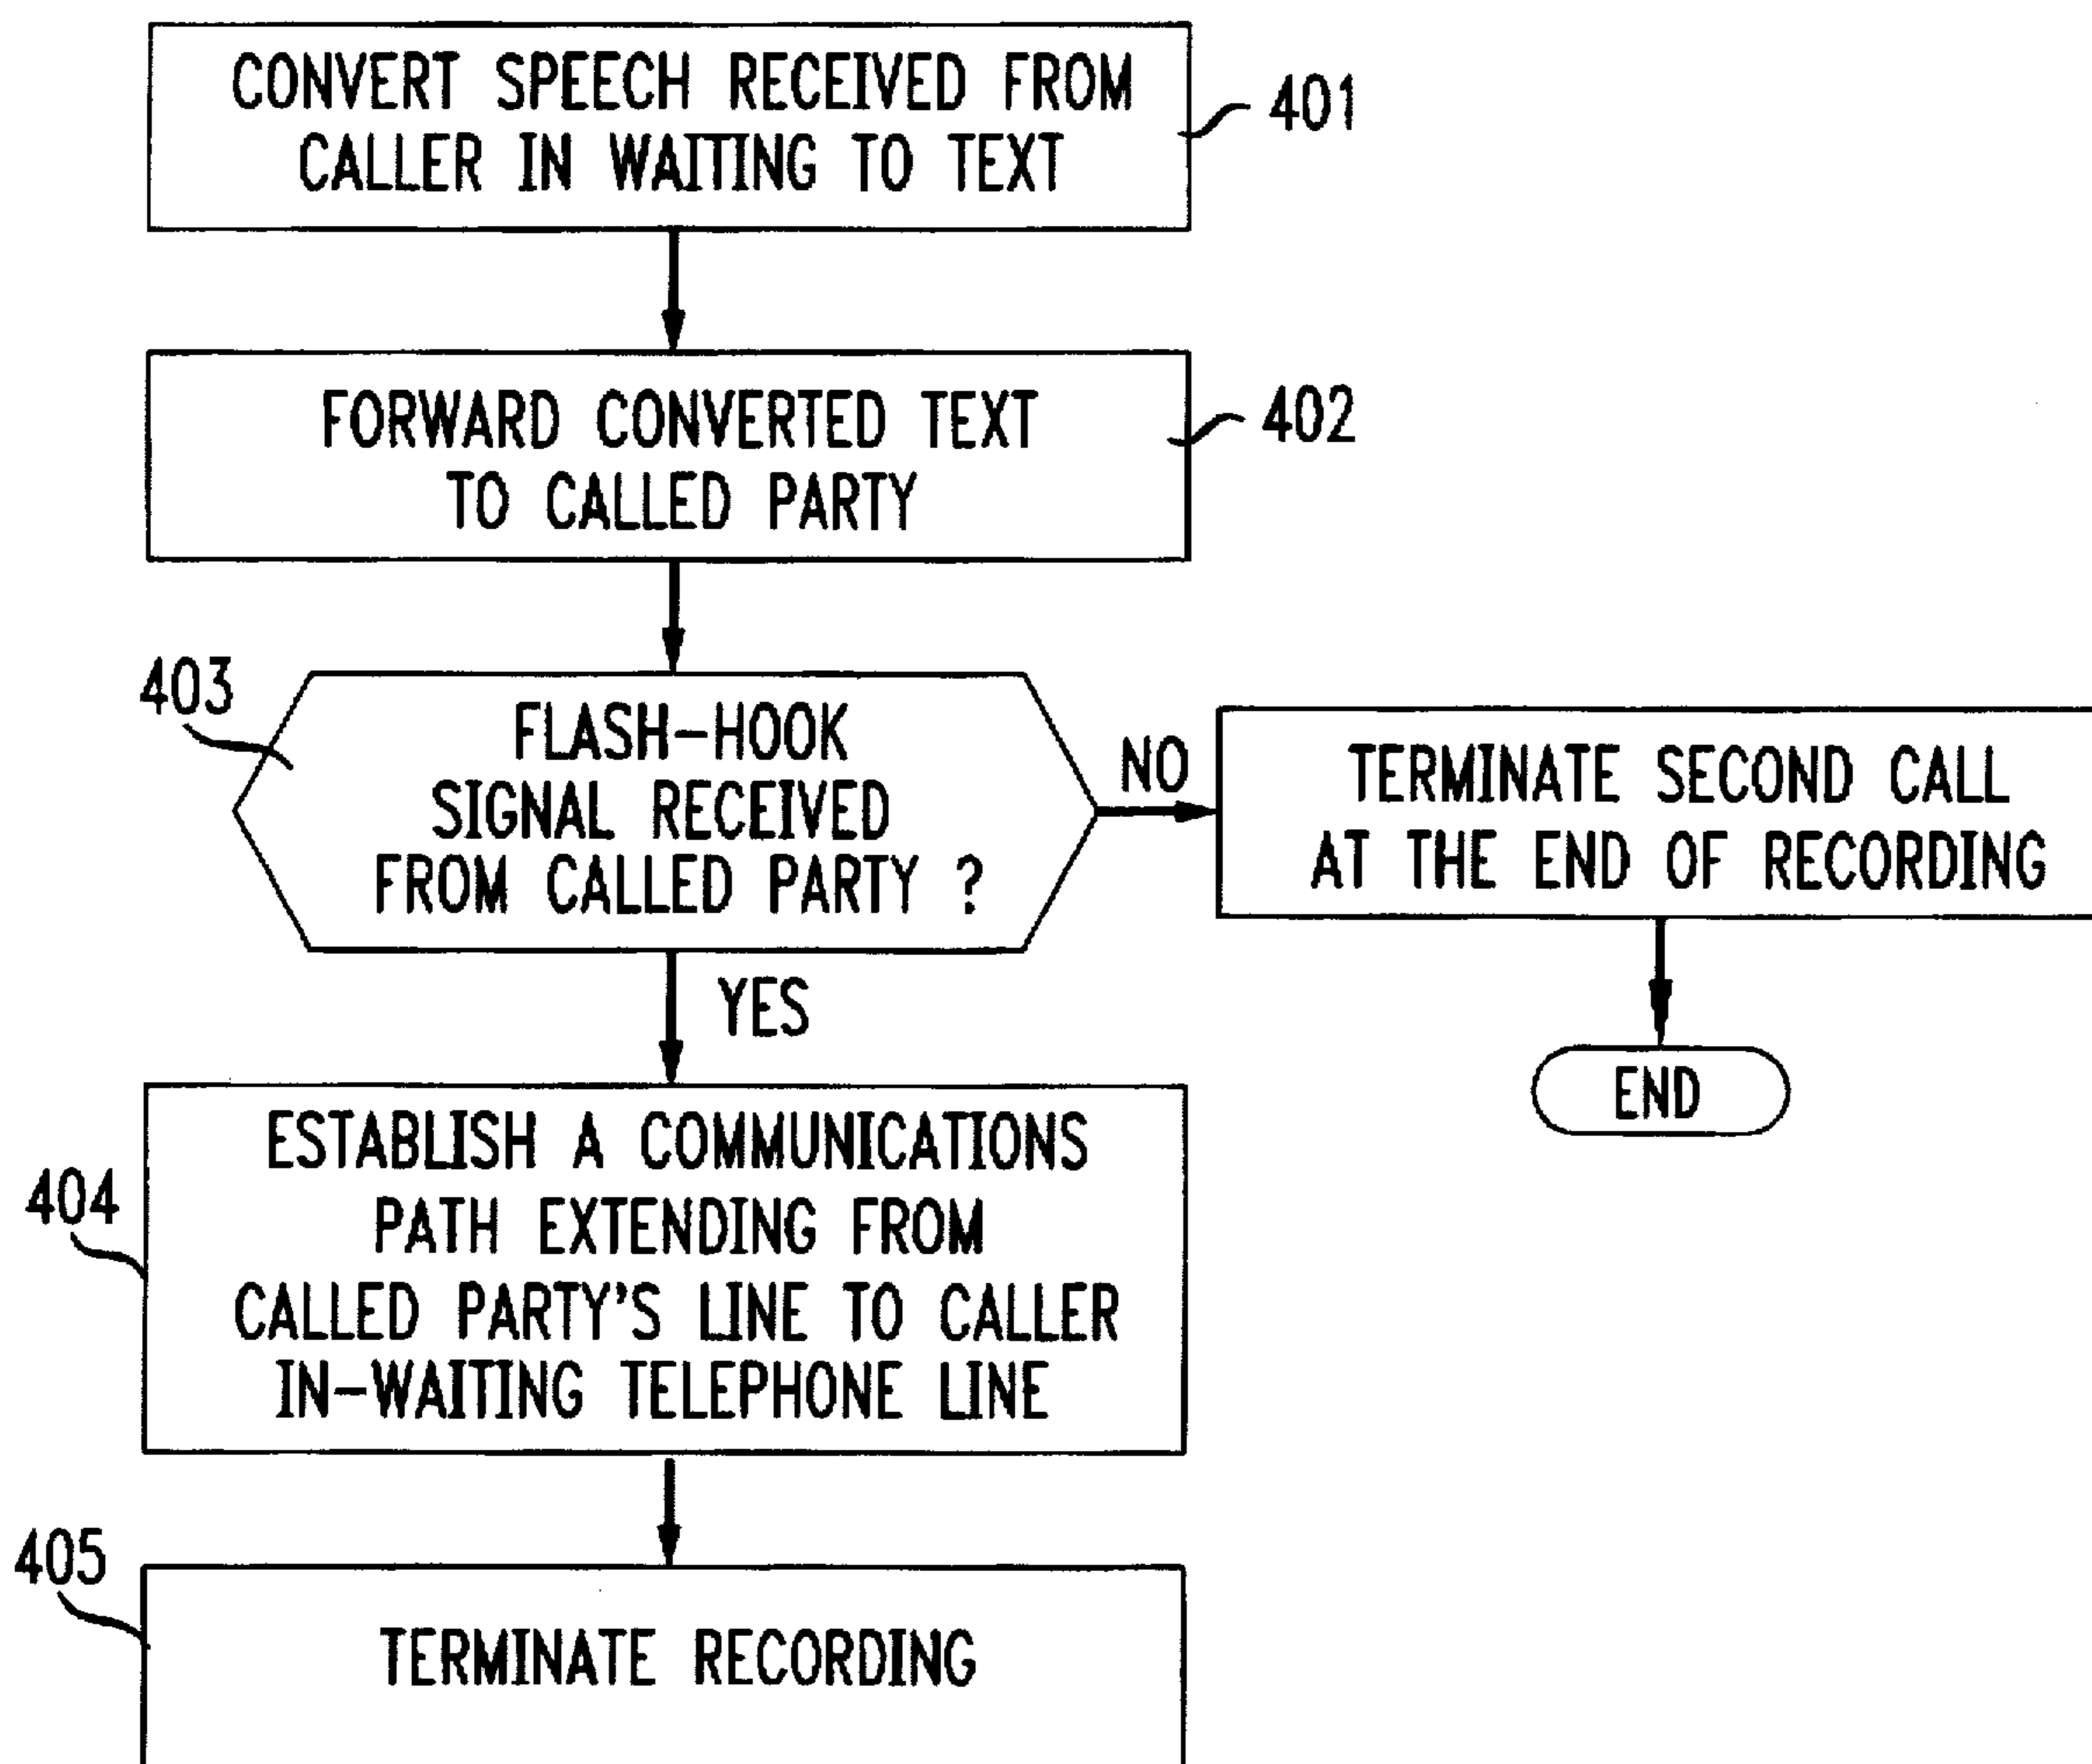 CONVERT SPEECH RECEIVED FROM
CALLER IN WAITING TO TEXT
401
FORWARD CONVERTED TEXT
TO CALLED PARTY
402
403
FLASH-HOOK
SIGNAL RECEIVED
FROM CALLED PARTY ?
NO
TERMINATE SECOND CALL
AT THE END OF RECORDING
END
YES
404
ESTABLISH A COMMUNICATIONS
PATH EXTENDING FROM
CALLED PARTY'S LINE TO CALLER
IN-WAITING TELEPHONE LINE
405
TERMINATE RECORDING